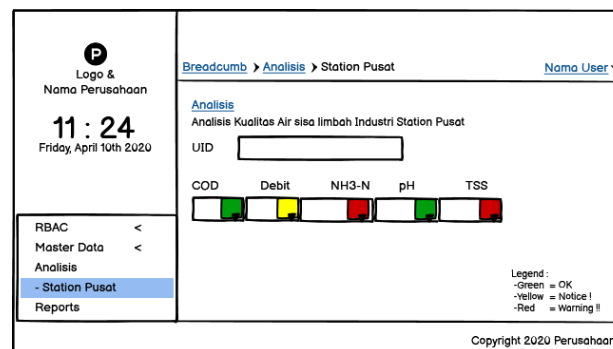 P
Logo &
Nama Perusahaan
11 : 24
Friday, April 10th 2020
RBAC <
Master Data <
Analisis
- Station Pusat
Reports
Breadcumb > Analisis > Station Pusat
Nama User
Analisis
Analisis Kualitas Air sisa limbah Industri Station Pusat
UID
COD Debit NH3-N pH TSS
Legend :
-Green = OK
-Yellow = Notice !
-Red = Warning !!
Copyright 2020 Perusahaan